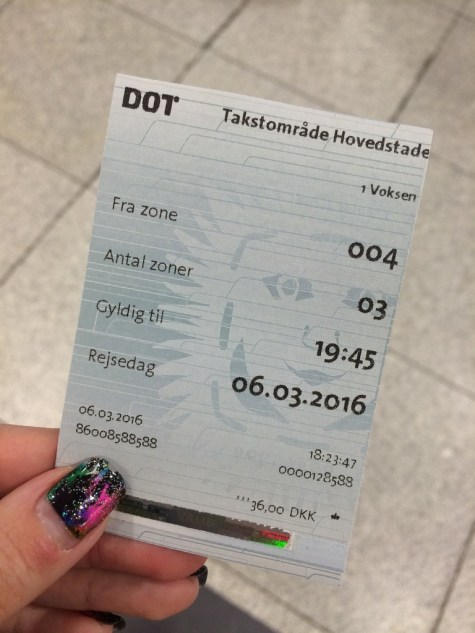 DOT
Takstområde Hovedstade
1 Voksen
Fra zone 004
Antal zoner 03
Gyldig til 19:45
Rejsedag 06.03.2016
06.03.2016 18:23:47
86008588588 0000128588
'''36,00 DKK